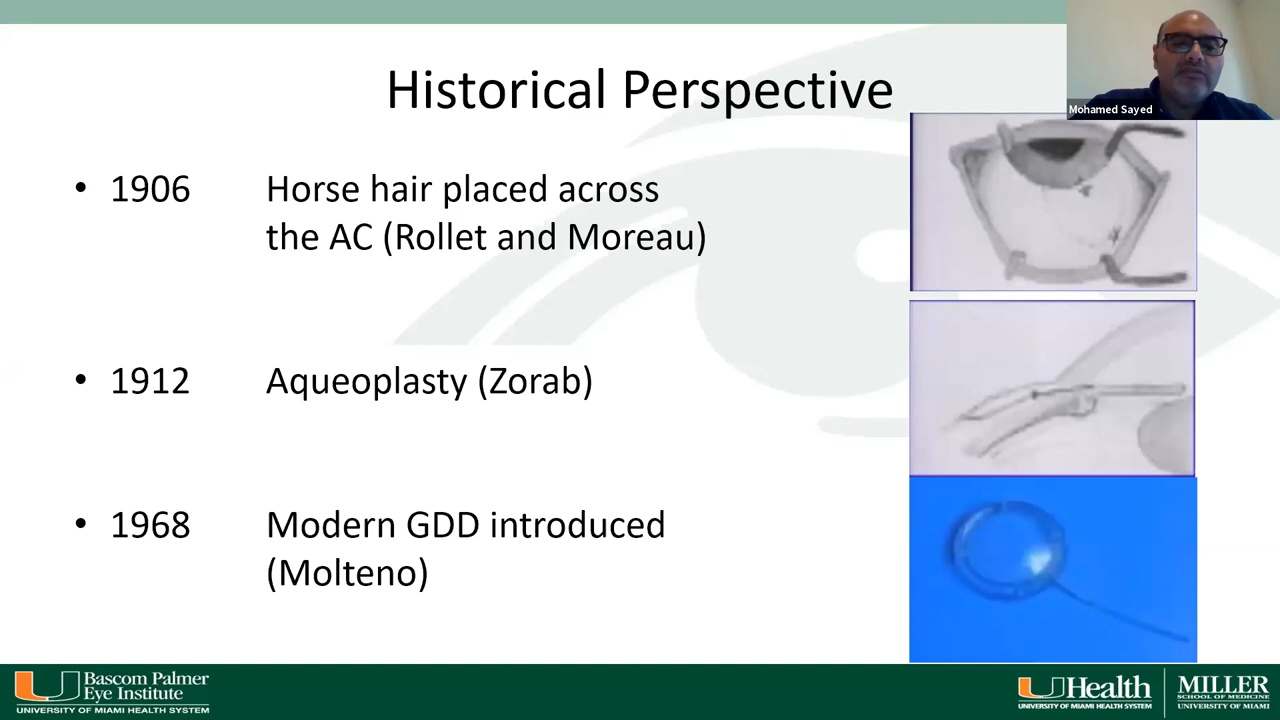 Historical Perspective
Mohamed Sayed
• 1906 Horse hair placed across
the AC (Rollet and Moreau)
• 1912 Aqueoplasty (Zorab)
• 1968 Modern GDD introduced
(Molteno)
Bascom Palmer
Eye Institute
UNIVERSITY OF MIAMI HEALTH SYSTEM
UHealth
UNIVERSITY OF MIAMI HEALTH SYSTEM
MILLER
SCHOOL OF MEDICINE
UNIVERSITY OF MIAMI